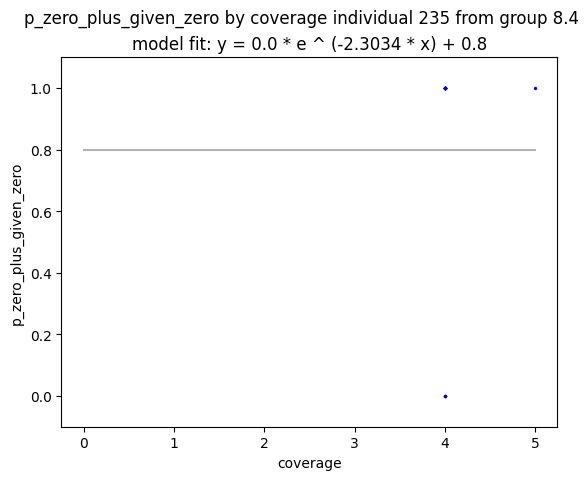 p_zero_plus_given_zero by coverage individual 235 from group 8.4
model fit: y = 0.0 * e ^ (-2.3034 * x) + 0.8
1.0
0.8
0.6
0.4
0.2
0.0
p_zero_plus_given_zero
0 1 2 3 4 5
coverage